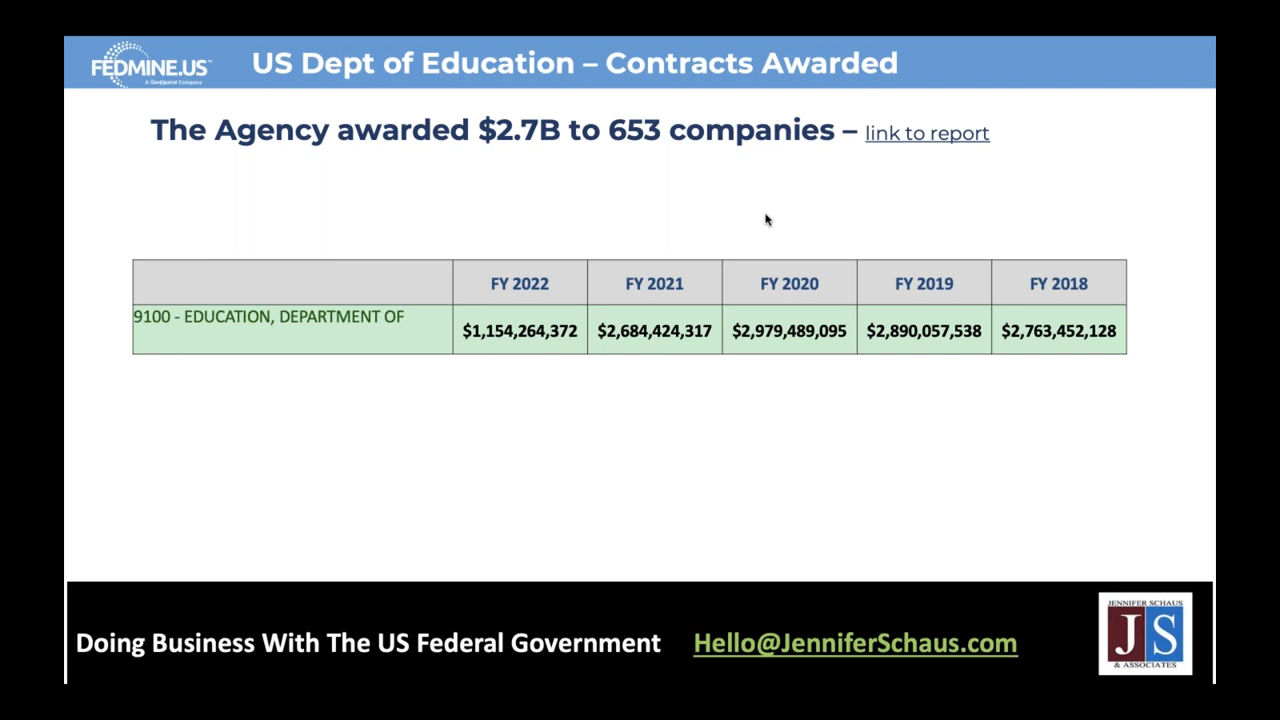 FEDMINE.US™
A GovSpend Company
US Dept of Education – Contracts Awarded
The Agency awarded $2.7B to 653 companies – link to report
FY 2022 FY 2021 FY 2020 FY 2019 FY 2018
9100 - EDUCATION, DEPARTMENT OF
$1,154,264,372 $2,684,424,317 $2,979,489,095 $2,890,057,538 $2,763,452,128
Doing Business With The US Federal Government Hello@JenniferSchaus.com
JENNIFER SCHAUS
J S
& ASSOCIATES